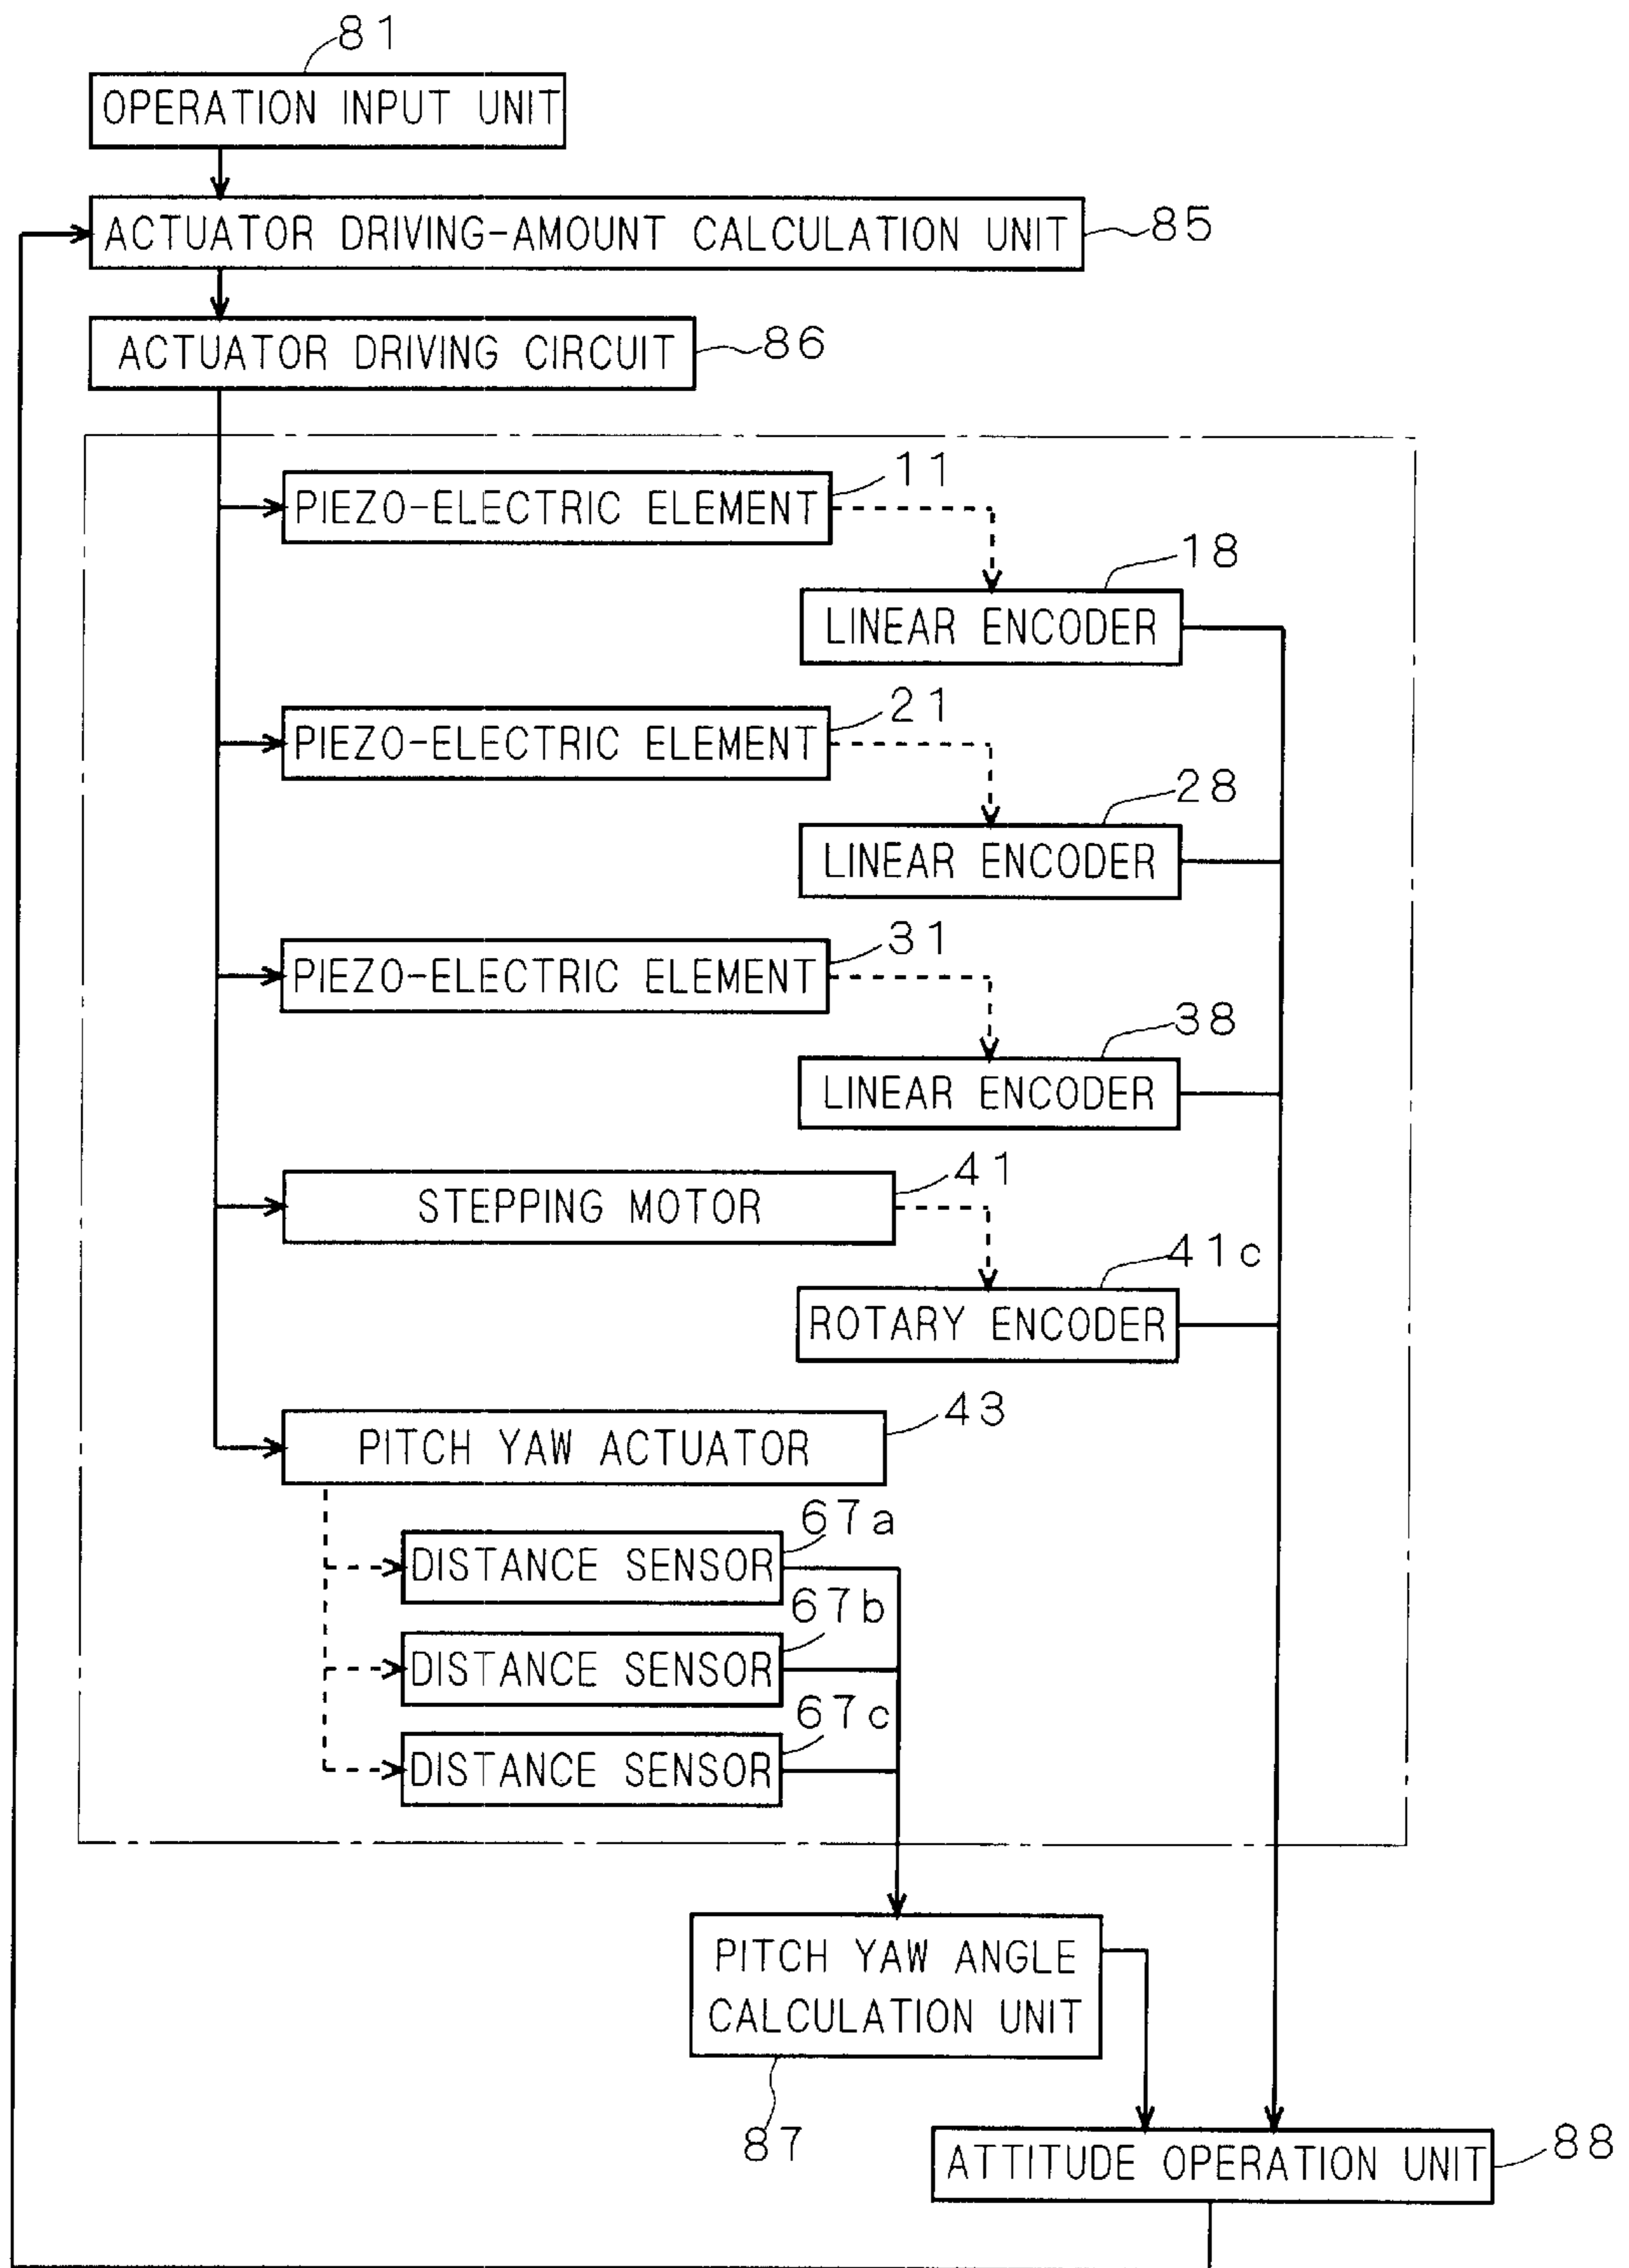 81
OPERATION INPUT UNIT
ACTUATOR DRIVING-AMOUNT CALCULATION UNIT
85
ACTUATOR DRIVING CIRCUIT
86
11
PIEZO-ELECTRIC ELEMENT
18
LINEAR ENCODER
21
PIEZO-ELECTRIC ELEMENT
28
LINEAR ENCODER
31
PIEZO-ELECTRIC ELEMENT
38
LINEAR ENCODER
41
STEPPING MOTOR
41c
ROTARY ENCODER
43
PITCH YAW ACTUATOR
67a
DISTANCE SENSOR
67b
DISTANCE SENSOR
67c
DISTANCE SENSOR
PITCH YAW ANGLE
CALCULATION UNIT
87
88
ATTITUDE OPERATION UNIT